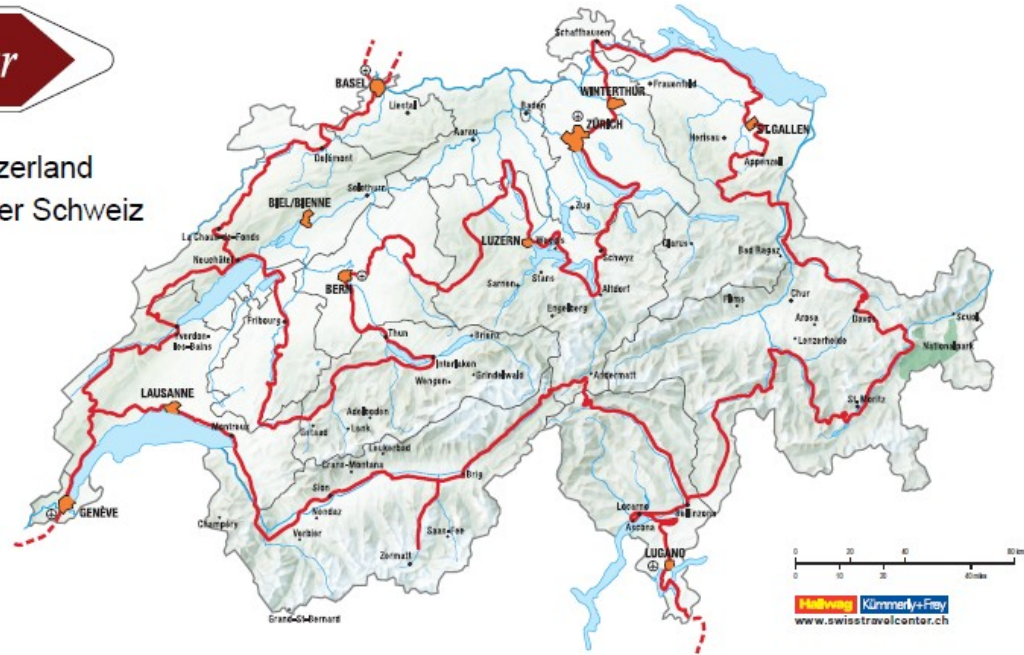 r
zerland
er Schweiz
Schaffhausen
BASEL
Liestal
Baden
WINTERTHUR
Frauenfeld
ZÜRICH
ST.GALLEN
Aarau
Herisau
Appenzell
Delémont
Solothurn
BIEL/BIENNE
Zug
La Chaux-de-Fonds
Neuchâtel
LUZERN
Weggis
Schwyz
Glarus
Bad Ragaz
BERN
Sarnen
Stans
Altdorf
Engelberg
Flims
Chur
Arosa
Davos
Scuol
Fribourg
Yverdon-
les-Bains
Thun
Brienz
Interlaken
Wengen
Grindelwald
Andermatt
Lenzerheide
Nationalpark
LAUSANNE
Montreux
Gstaad
Adelboden
Lenk
Leukerbad
St. Moritz
Crans-Montana
Sion
Brig
GENÈVE
Champéry
Nendaz
Verbier
Saas-Fee
Zermatt
Locarno
Ascona
Bellinzona
LUGANO
Grand-St-Bernard
0 20 40 80 km
0 10 20 40 miles
Hallwag Kümmerly+Frey
www.swisstravelcenter.ch